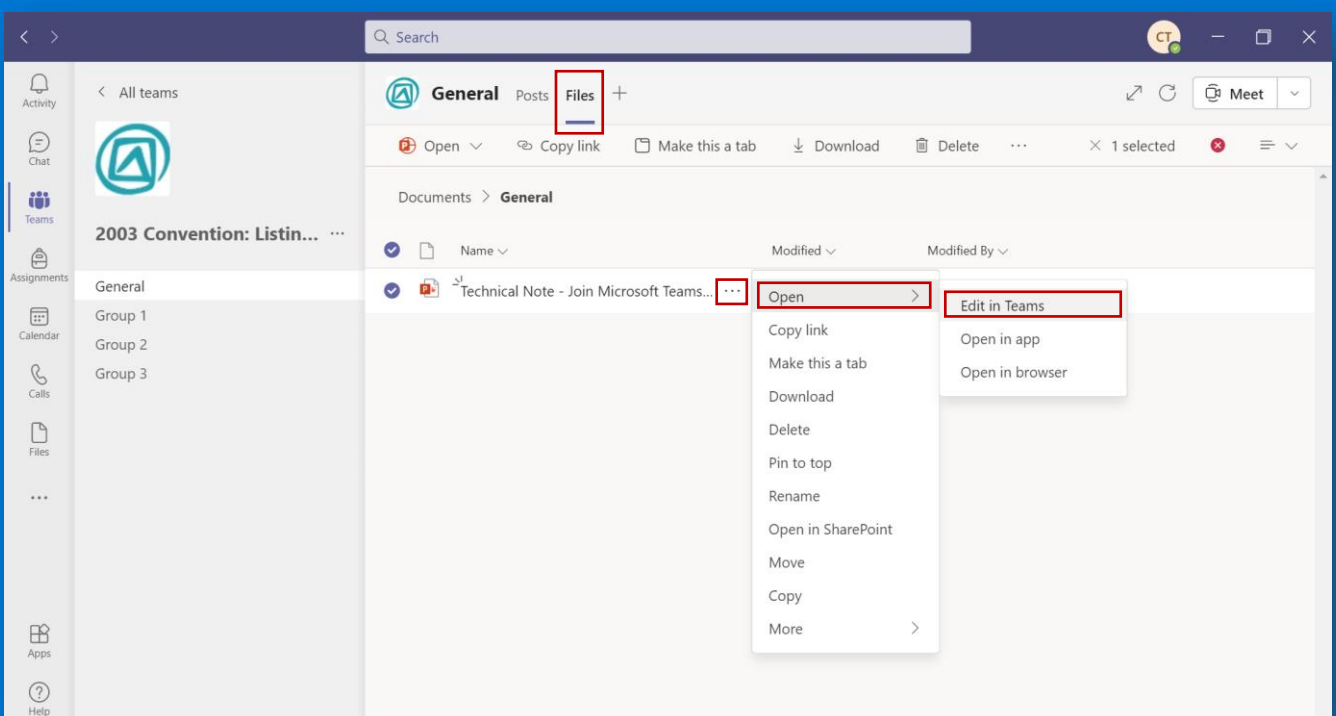 Search
CT
Activity
Chat
Teams
Assignments
Calendar
Calls
Files
Apps
Help
All teams
2003 Convention: Listin... ...
General
Group 1
Group 2
Group 3
General Posts Files + Meet
Open Copy link Make this a tab Download Delete ... 1 selected
Documents > General
Name Modified Modified By
Technical Note - Join Microsoft Teams... ...
Open
Copy link
Make this a tab
Download
Delete
Pin to top
Rename
Open in SharePoint
Move
Copy
More
Edit in Teams
Open in app
Open in browser